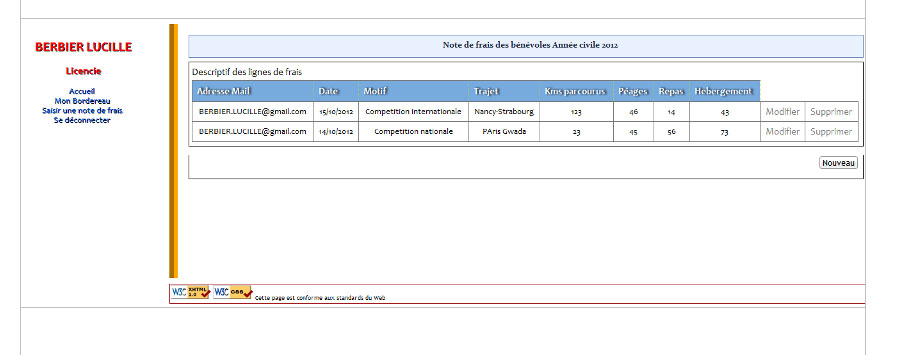 BERBIER LUCILLE
Licencie
Accueil
Mon Bordereau
Saisir une note de frais
Se déconnecter
Note de frais des bénévoles Année civile 2012
Descriptif des lignes de frais
Adresse Mail Date Motif Trajet Kms parcourus Péages Repas Hebergement
BERBIER.LUCILLE@gmail.com 15/10/2012 Competition Internationale Nancy-Strabourg 123 46 14 43 Modifier Supprimer
BERBIER.LUCILLE@gmail.com 14/10/2012 Competition nationale PAris Gwada 23 45 56 73 Modifier Supprimer
Nouveau
W3C XHTML 1.0 W3C css Cette page est conforme aux standards du Web